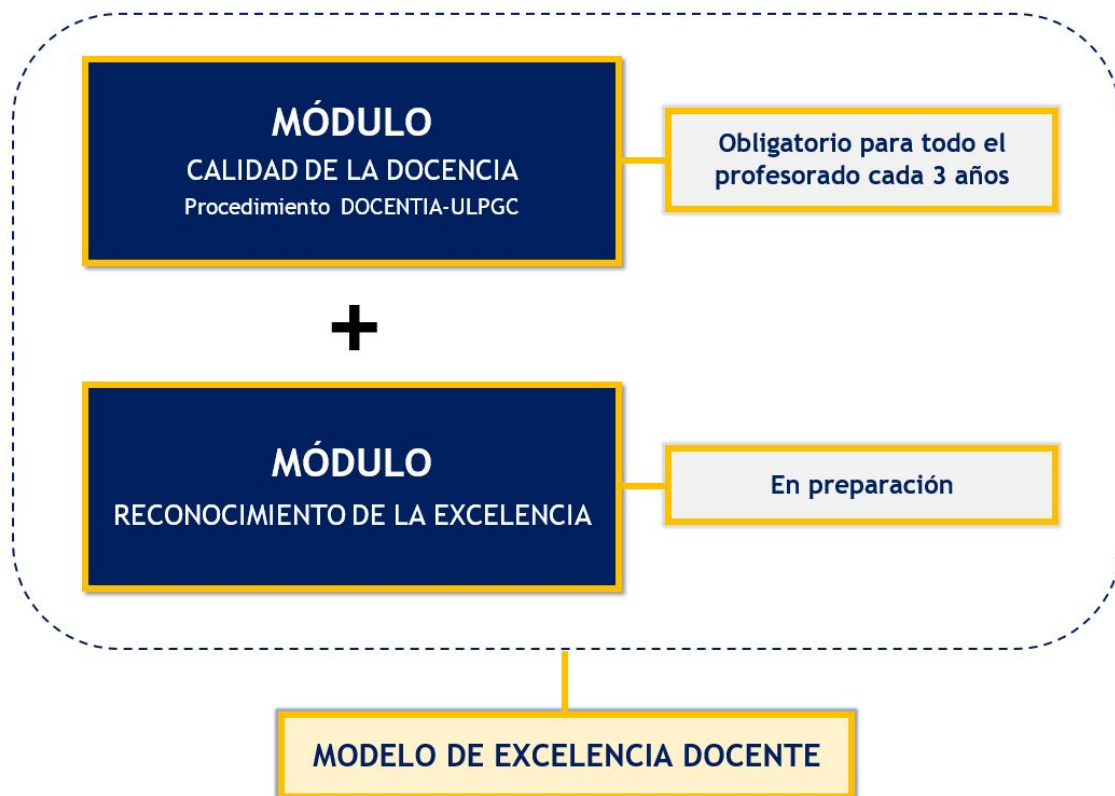 MÓDULO
CALIDAD DE LA DOCENCIA
Procedimiento DOCENTIA-ULPGC
Obligatorio para todo el
profesorado cada 3 años
+
MÓDULO
RECONOCIMIENTO DE LA EXCELENCIA
En preparación
MODELO DE EXCELENCIA DOCENTE